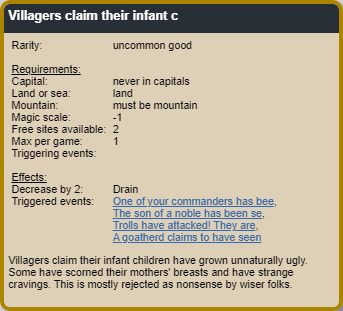 Villagers claim their infant c
Rarity: uncommon good
Requirements:
Capital: never in capitals
Land or sea: land
Mountain: must be mountain
Magic scale: -1
Free sites available: 2
Max per game: 1
Triggering events:
Effects:
Decrease by 2: Drain
Triggered events: One of your commanders has bee,
The son of a noble has been se,
Trolls have attacked! They are,
A goatherd claims to have seen
Villagers claim their infant children have grown unnaturally ugly.
Some have scorned their mothers' breasts and have strange
cravings. This is mostly rejected as nonsense by wiser folks.